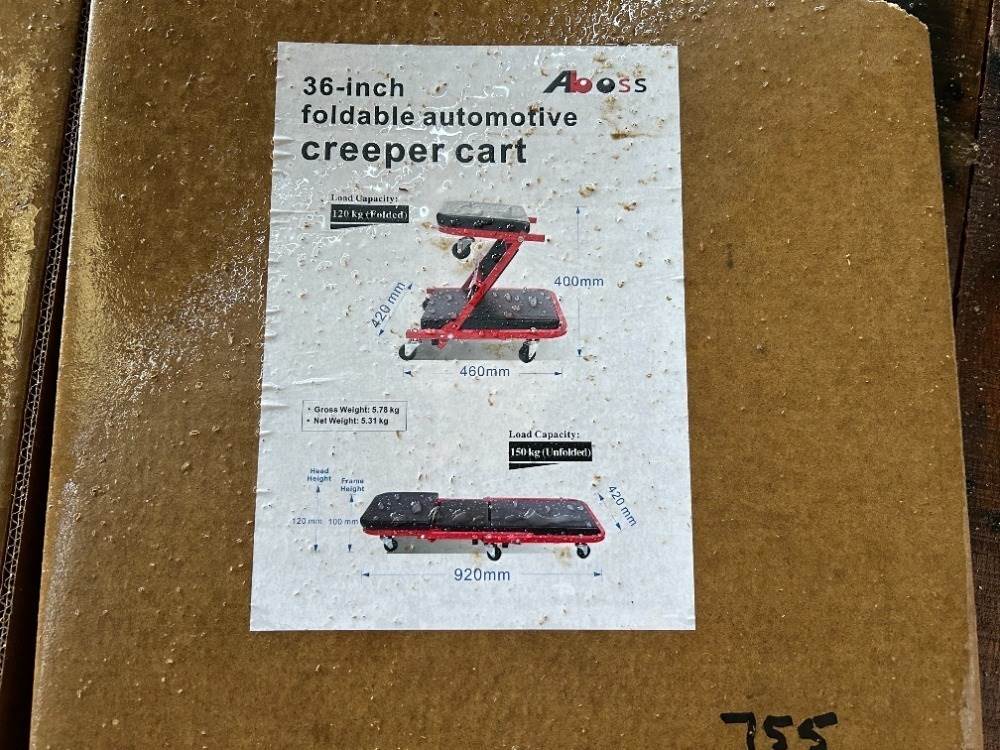 36-inch
Aboss
foldable automotive
creeper cart
Load Capacity:
120 kg (Folded)
400mm
420 mm
460mm
• Gross Weight: 5.78 kg
• Net Weight: 5.31 kg
Load Capacity:
150 kg (Unfolded)
Head
Height
Frame
Height
420 mm
120 mm
100 mm
920mm
755